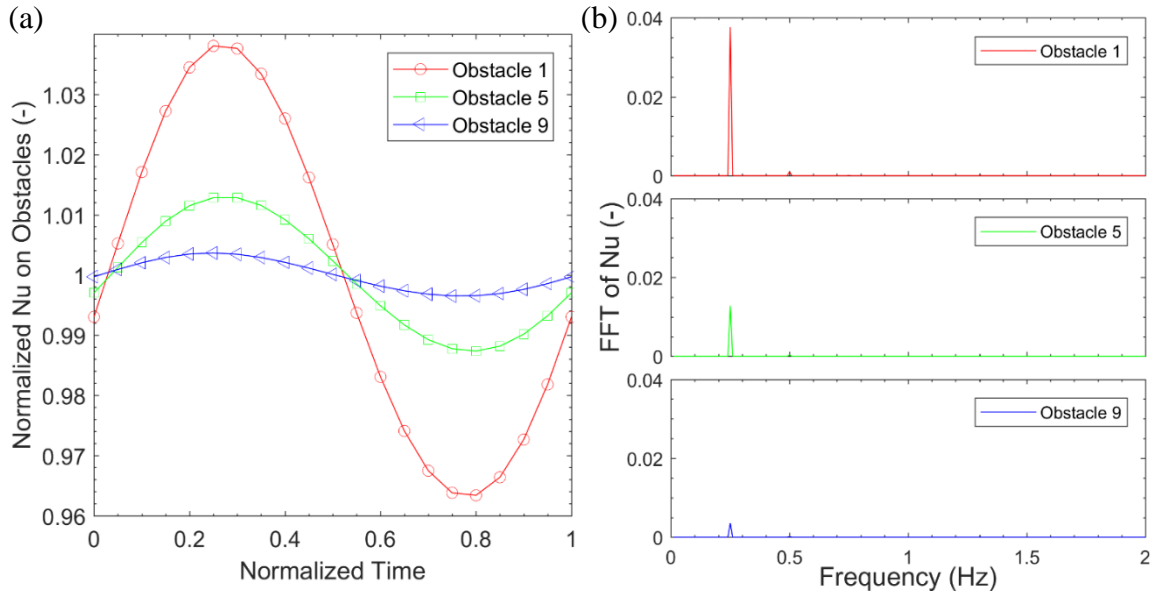 (a)
Normalized Nu on Obstacles (-)
1.03
1.02
1.01
1
0.99
0.98
0.97
0.96
Obstacle 1
Obstacle 5
Obstacle 9
0 0.2 0.4 0.6 0.8 1
Normalized Time
(b)
FFT of Nu (-)
0.04
0.02
0
Obstacle 1
0.04
0.02
0
Obstacle 5
0.04
0.02
0
Obstacle 9
0 0.5 1 1.5 2
Frequency (Hz)